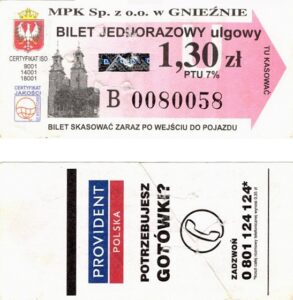 MPK Sp. z o.o. w GNIEŹNIE
BILET JEDNORAZOWY ulgowy
1,30 zł
PTU 7%
CERTYFIKAT ISO
9001
14001
18001
CERTYFIKAT
JAKOŚCI
B 0080058
TU KASOWAĆ
BILET SKASOWAĆ ZARAZ PO WEJŚCIU DO POJAZDU
PROVIDENT
POLSKA
POTRZEBUJESZ
GOTÓWKI?
ZADZWOŃ
0 801 124 124*